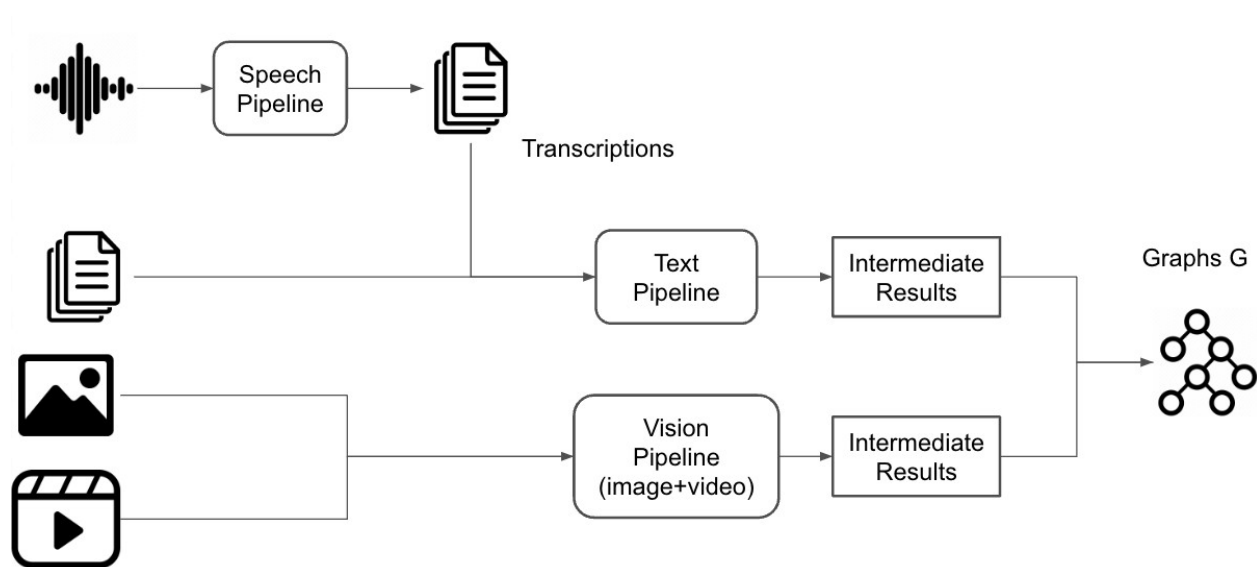 Speech
Pipeline
Transcriptions
Text
Pipeline
Intermediate
Results
Graphs G
Vision
Pipeline
(image+video)
Intermediate
Results